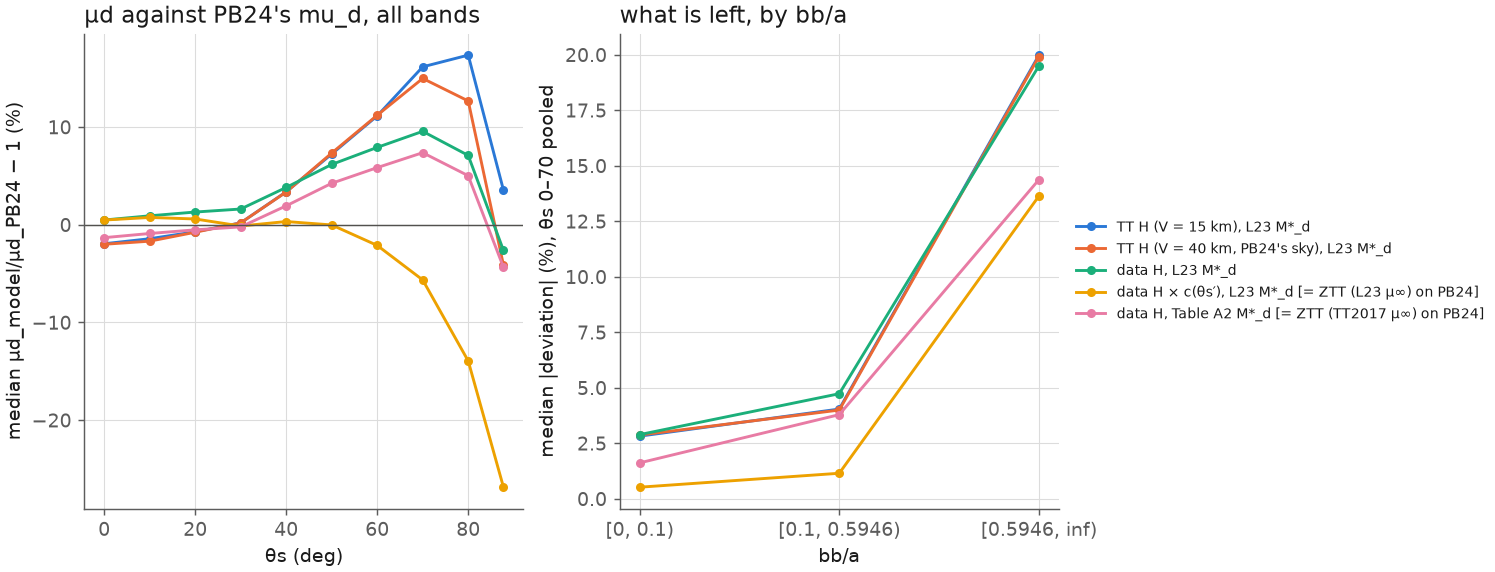 μd against PB24's mu_d, all bands
median μd_model/μd_PB24 − 1 (%)
10
0
−10
−20
0
20
40
60
80
θs (deg)
what is left, by bb/a
median |deviation| (%), θs 0–70 pooled
20.0
17.5
15.0
12.5
10.0
7.5
5.0
2.5
0.0
[0, 0.1)
[0.1, 0.5946)
[0.5946, inf)
bb/a
TT H (V = 15 km), L23 M*_d
TT H (V = 40 km, PB24's sky), L23 M*_d
data H, L23 M*_d
data H × c(θs′), L23 M*_d [= ZTT (L23 μ∞) on PB24]
data H, Table A2 M*_d [= ZTT (TT2017 μ∞) on PB24]